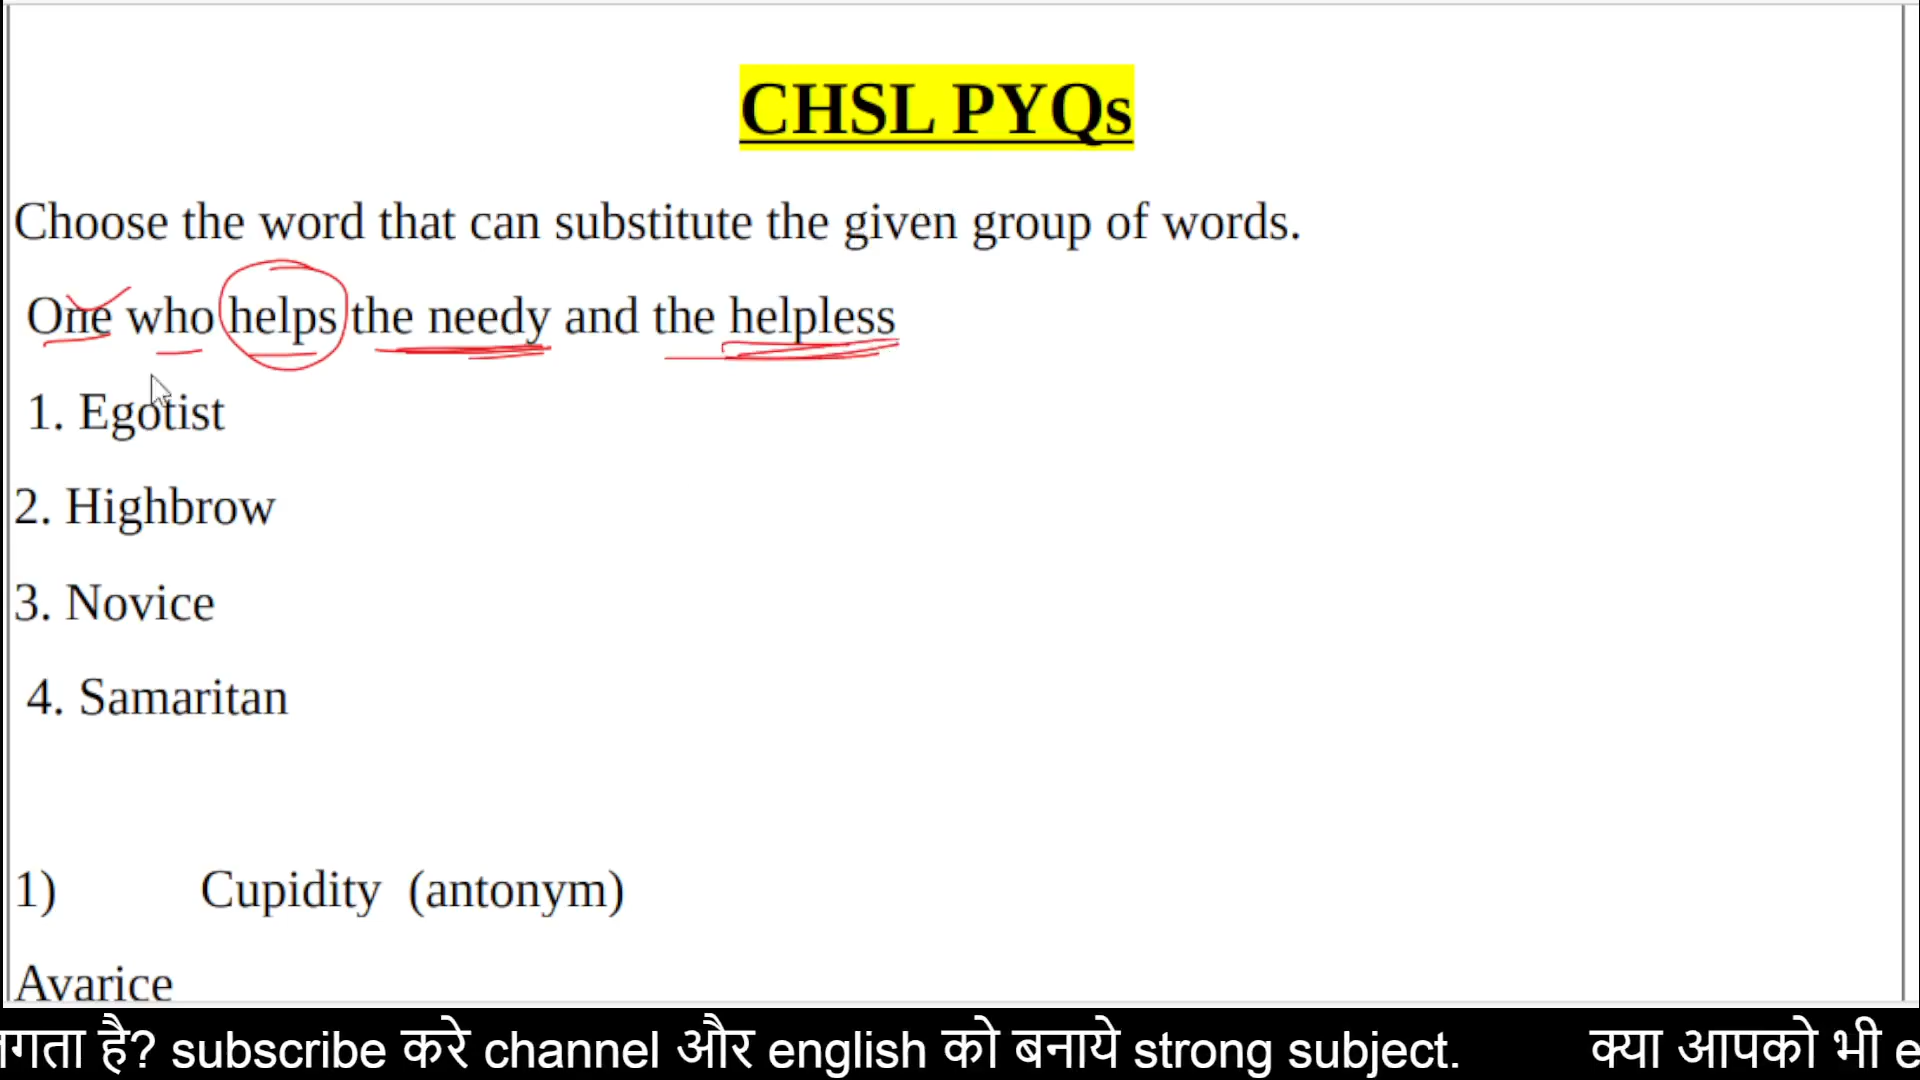 CHSL PYQs
Choose the word that can substitute the given group of words.
One who helps the needy and the helpless
1. Egotist
2. Highbrow
3. Novice
4. Samaritan
1) Cupidity (antonym)
Avarice
है? subscribe करे channel और english को बनाये strong subject. क्या आपको भी